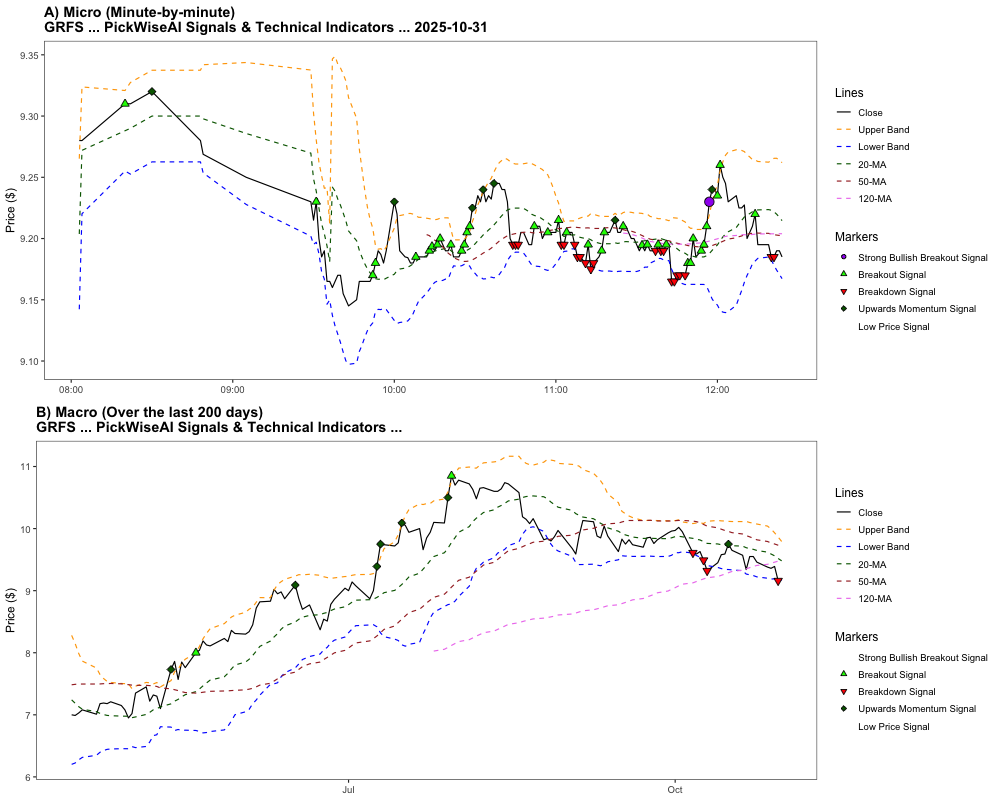 A) Micro (Minute-by-minute)
GRFS ... PickWiseAI Signals & Technical Indicators ... 2025-10-31
Price ($)
9.35
9.30
9.25
9.20
9.15
9.10
08:00
09:00
10:00
11:00
12:00
Lines
Close
Upper Band
Lower Band
20-MA
50-MA
120-MA
Markers
Strong Bullish Breakout Signal
Breakout Signal
Breakdown Signal
Upwards Momentum Signal
Low Price Signal
B) Macro (Over the last 200 days)
GRFS ... PickWiseAI Signals & Technical Indicators ...
Price ($)
11
10
9
8
7
6
Jul
Oct
Lines
Close
Upper Band
Lower Band
20-MA
50-MA
120-MA
Markers
Strong Bullish Breakout Signal
Breakout Signal
Breakdown Signal
Upwards Momentum Signal
Low Price Signal